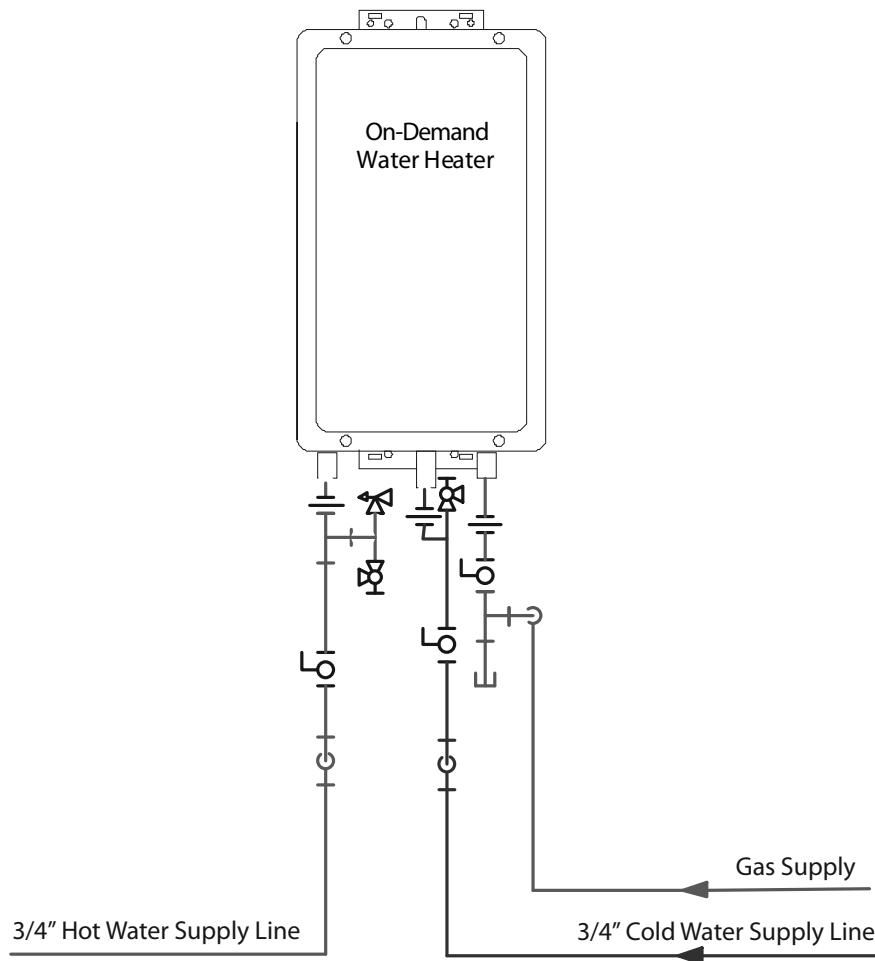 On-Demand
Water Heater
Gas Supply
3/4” Hot Water Supply Line
3/4” Cold Water Supply Line